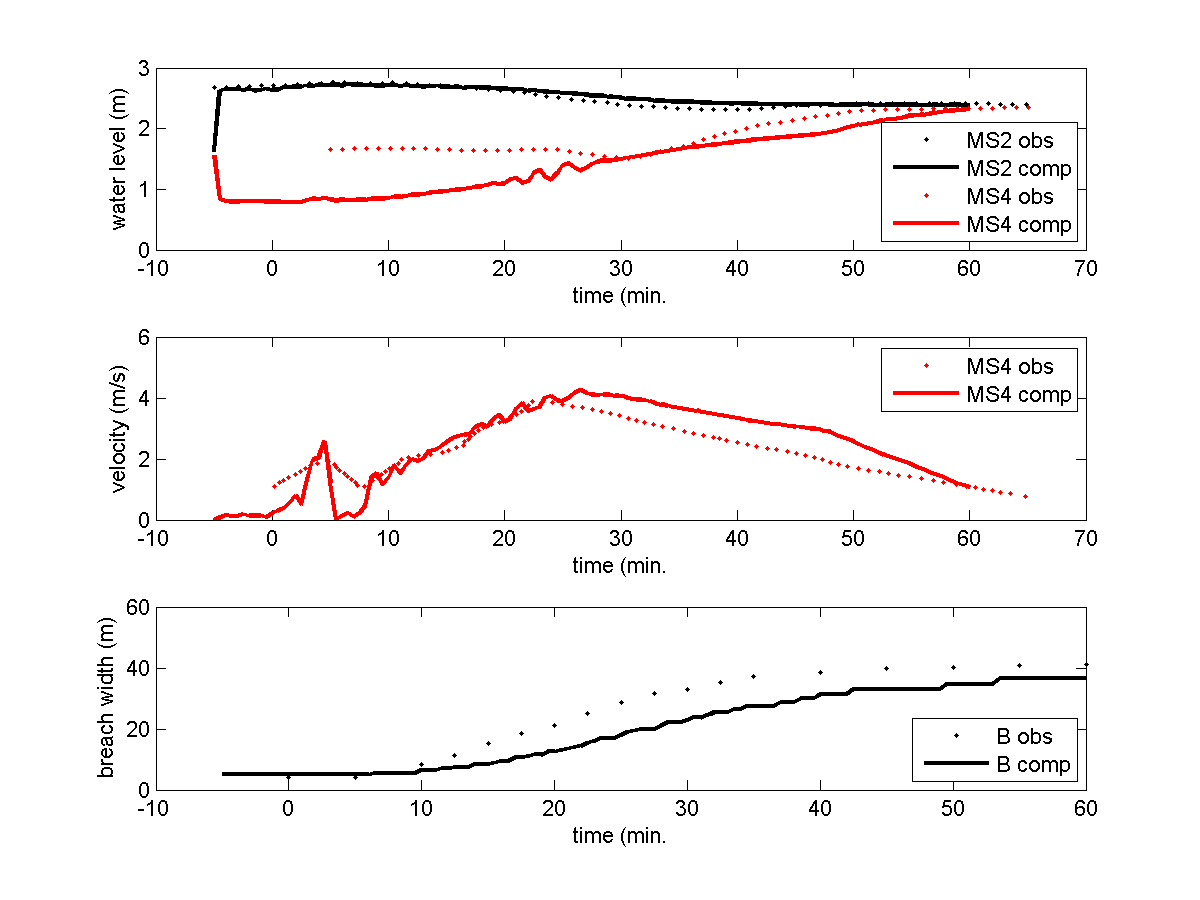 3
2
1
0
water level (m)
MS2 obs
MS2 comp
MS4 obs
MS4 comp
-10 0 10 20 30 40 50 60 70
time (min.
6
4
2
0
velocity (m/s)
MS4 obs
MS4 comp
-10 0 10 20 30 40 50 60 70
time (min.
60
40
20
0
breach width (m)
B obs
B comp
-10 0 10 20 30 40 50 60
time (min.